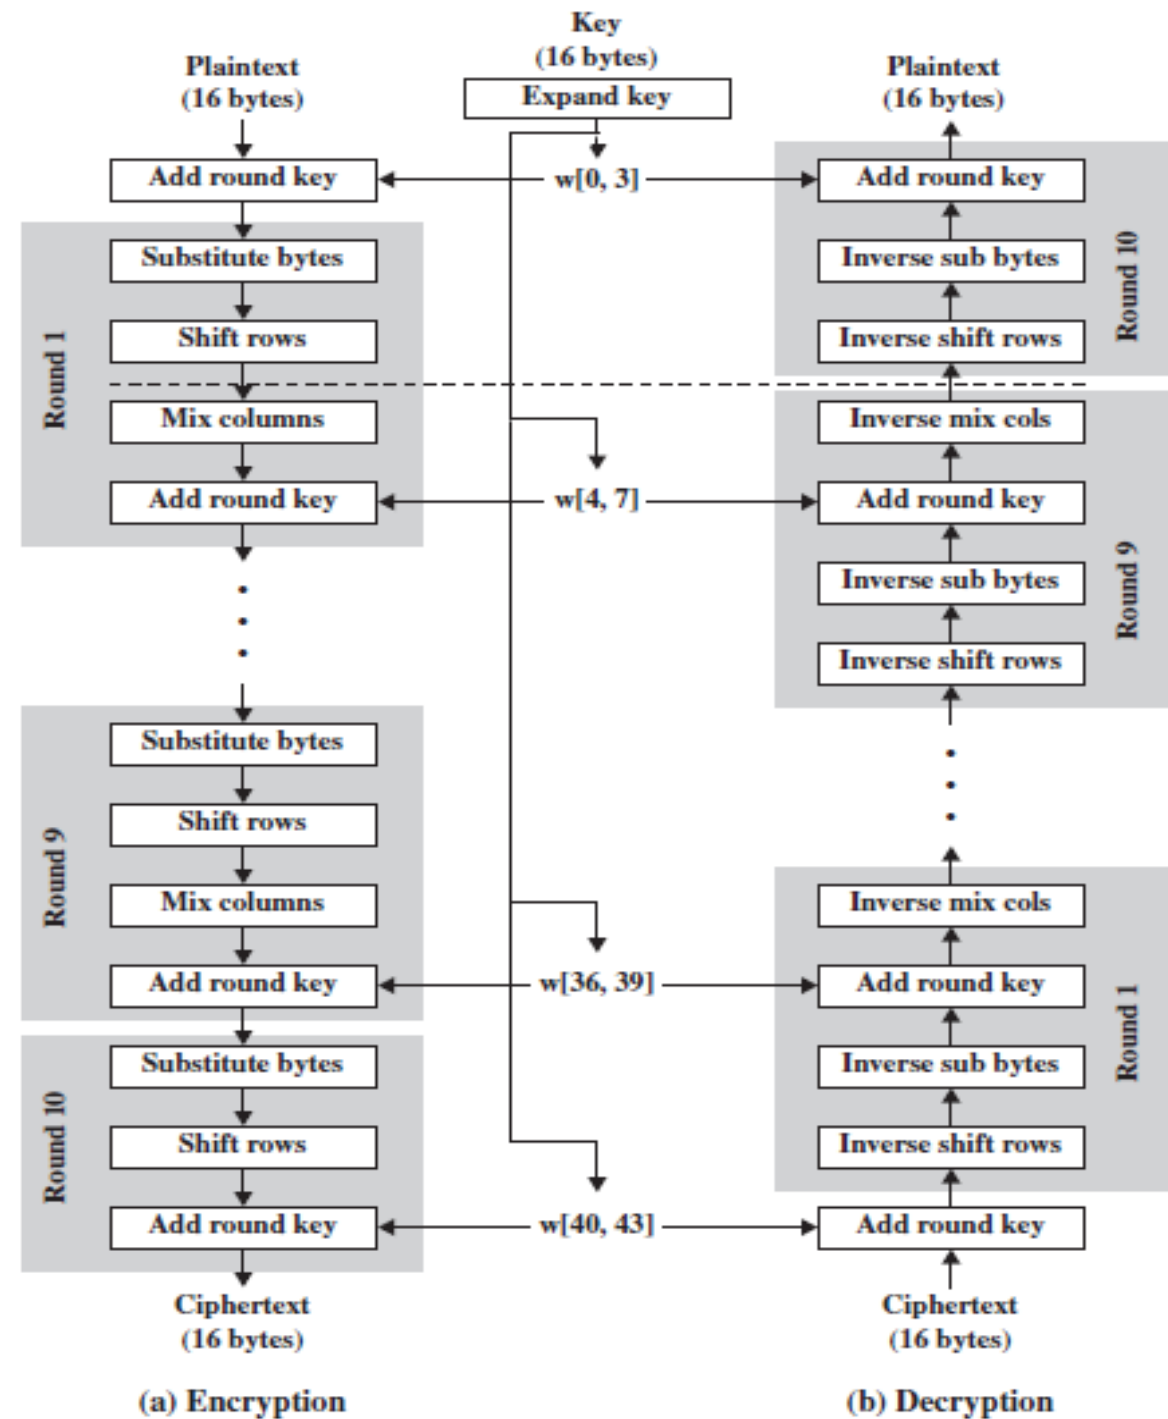 Key
(16 bytes)
Expand key
Plaintext
(16 bytes)
Add round key
Round 1
Substitute bytes
Shift rows
Mix columns
Add round key
.
.
.
Round 9
Substitute bytes
Shift rows
Mix columns
Add round key
Round 10
Substitute bytes
Shift rows
Add round key
Ciphertext
(16 bytes)
(a) Encryption
w[0, 3]
w[4, 7]
w[36, 39]
w[40, 43]
Plaintext
(16 bytes)
Add round key
Inverse sub bytes
Inverse shift rows
Round 10
Inverse mix cols
Add round key
Inverse sub bytes
Inverse shift rows
Round 9
.
.
.
Inverse mix cols
Add round key
Inverse sub bytes
Inverse shift rows
Round 1
Add round key
Ciphertext
(16 bytes)
(b) Decryption